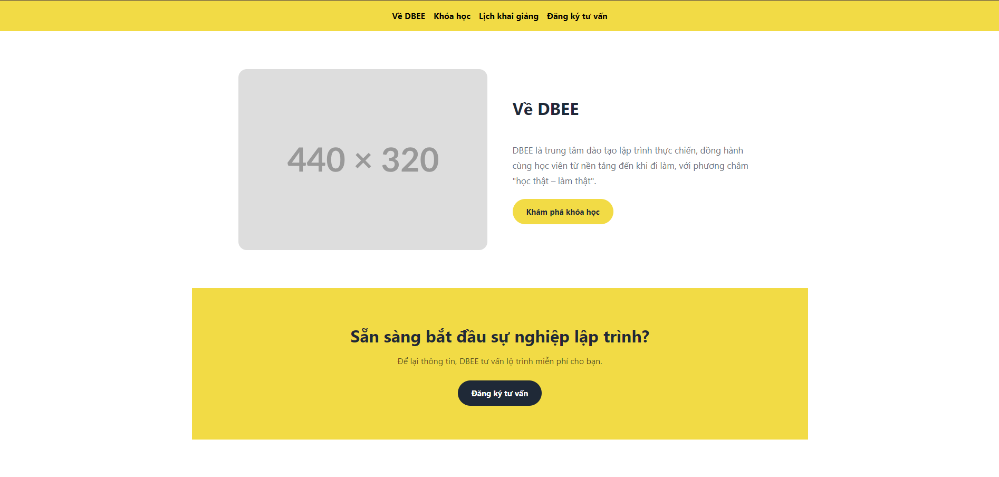 Về DBEE Khóa học Lịch khai giảng Đăng ký tư vấn
440 × 320
Về DBEE
DBEE là trung tâm đào tạo lập trình thực chiến, đồng hành
cùng học viên từ nền tảng đến khi đi làm, với phương châm
"học thật – làm thật".
Khám phá khóa học
Sẵn sàng bắt đầu sự nghiệp lập trình?
Để lại thông tin, DBEE tư vấn lộ trình miễn phí cho bạn.
Đăng ký tư vấn